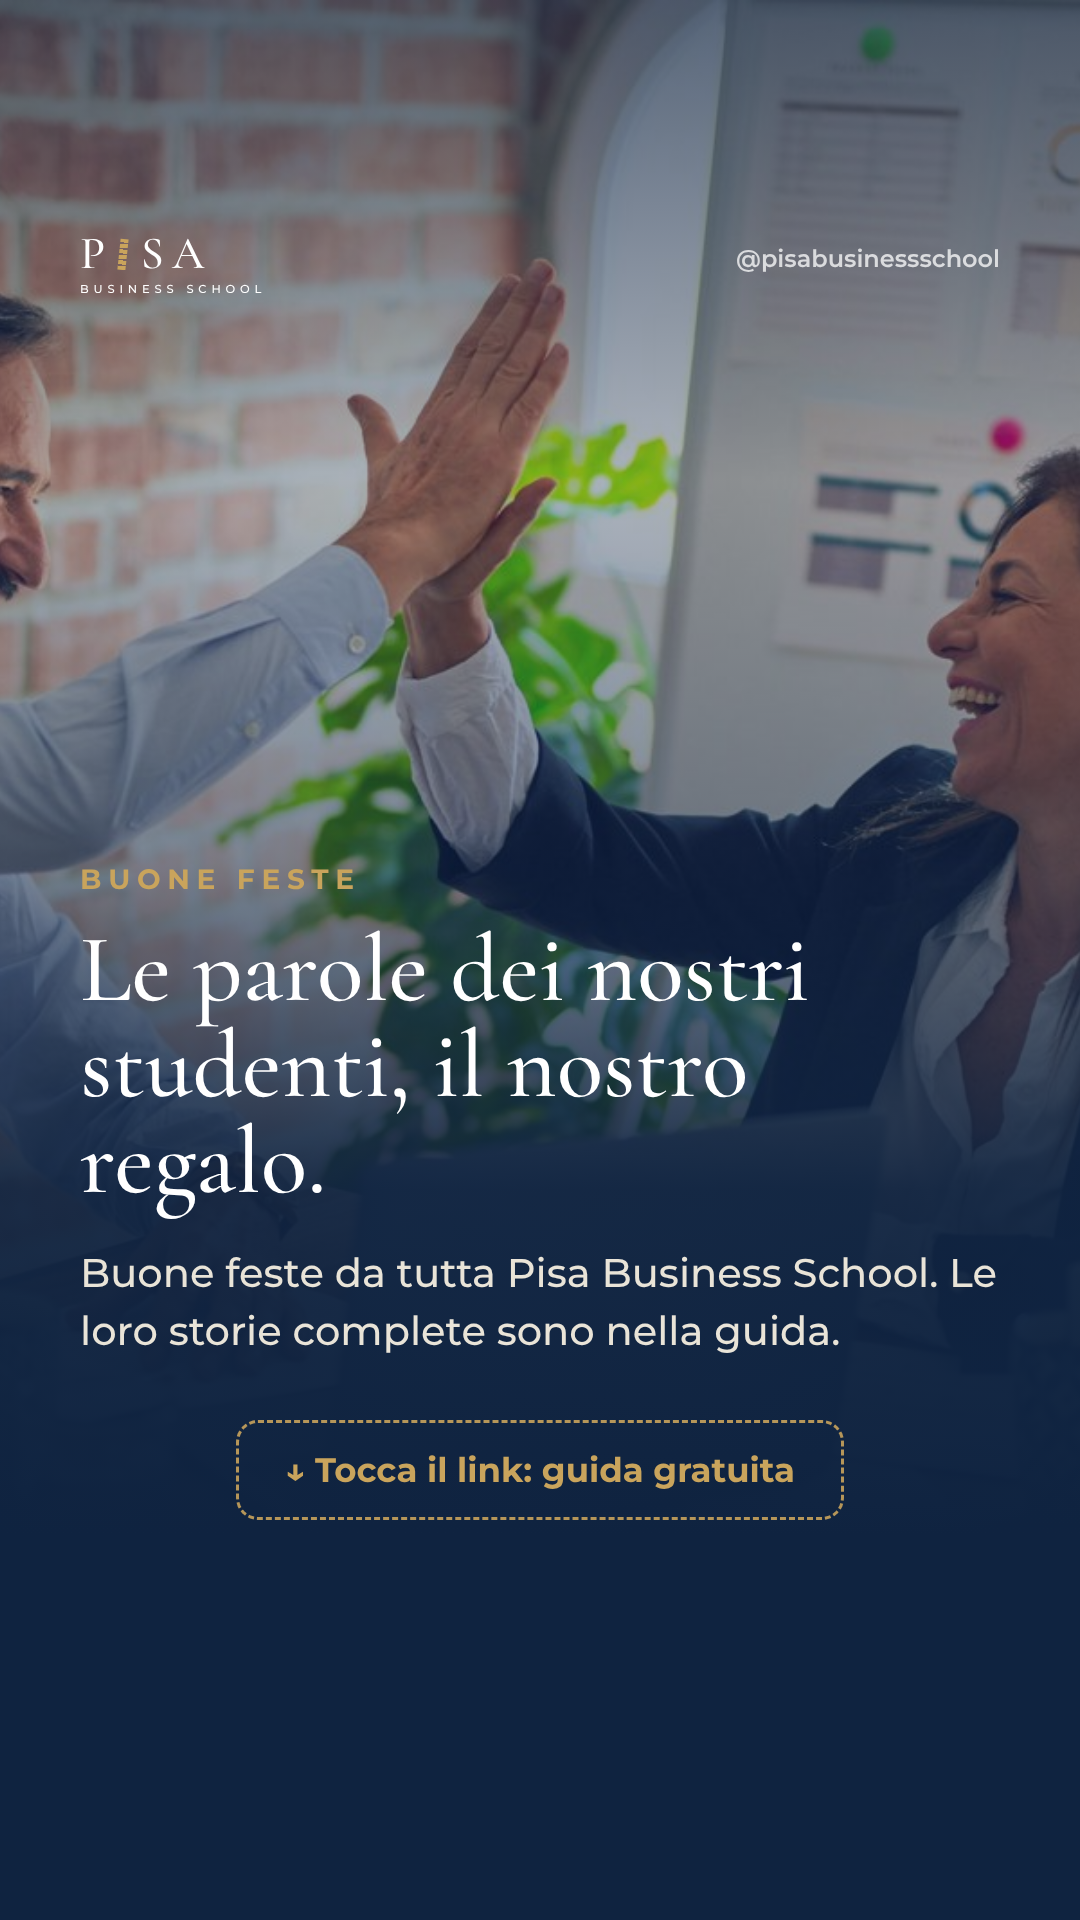 PISA
BUSINESS SCHOOL
@pisabusinessschool
BUONE FESTE
Le parole dei nostri
studenti, il nostro
regalo.
Buone feste da tutta Pisa Business School. Le
loro storie complete sono nella guida.
↓ Tocca il link: guida gratuita